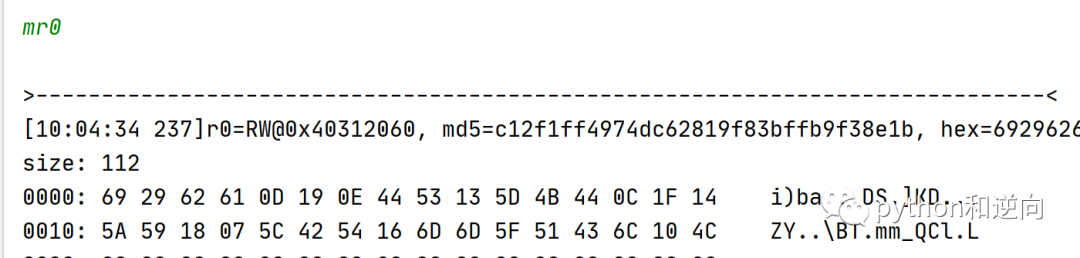 mr0
>-----------------------------------------------------------------------------<
[10:04:34 237]r0=RW@0x40312060, md5=c12f1ff4974dc62819f83bffb9f38e1b, hex=6929626
size: 112
0000: 69 29 62 61 0D 19 0E 44 53 13 5D 4B 44 0C 1F 14    i)ba...DS.]KD...
0010: 5A 59 18 07 5C 42 54 16 6D 6D 5F 51 43 6C 10 4C    ZY..\BT.mm_QCl.L
python和逆向